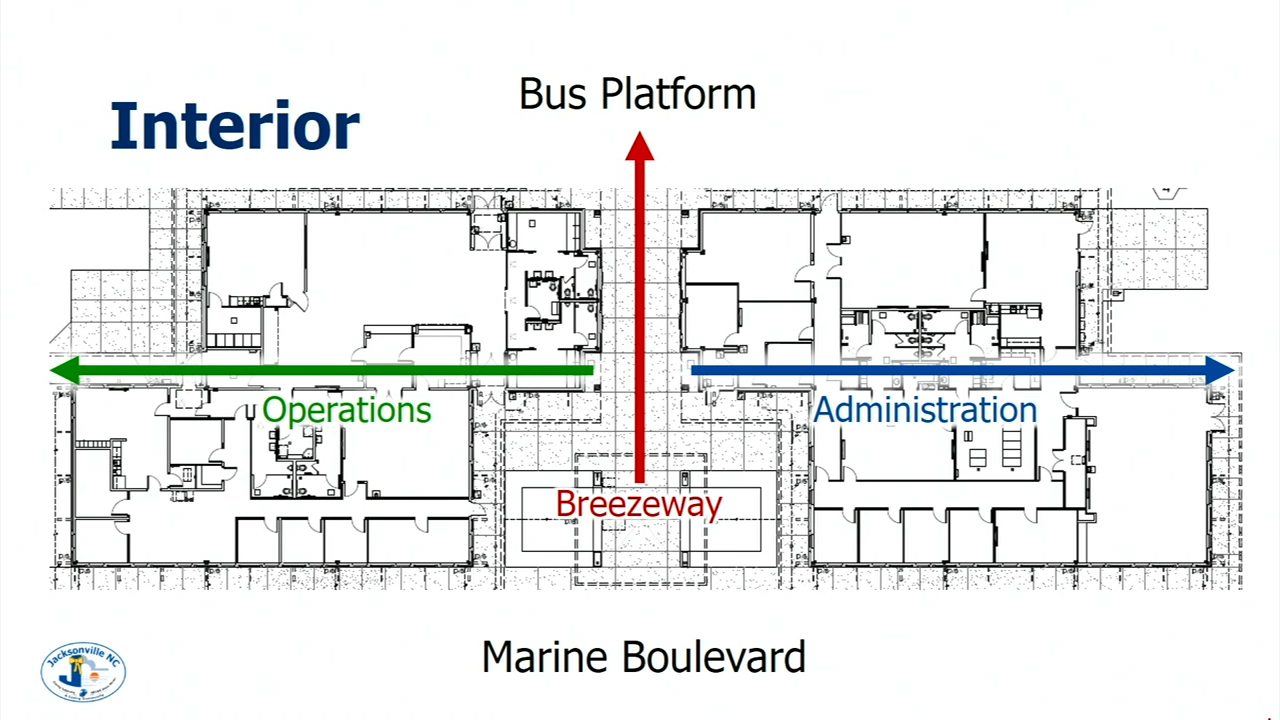 Bus Platform
Interior
Operations
Administration
Breezeway
Marine Boulevard
Jacksonville NC